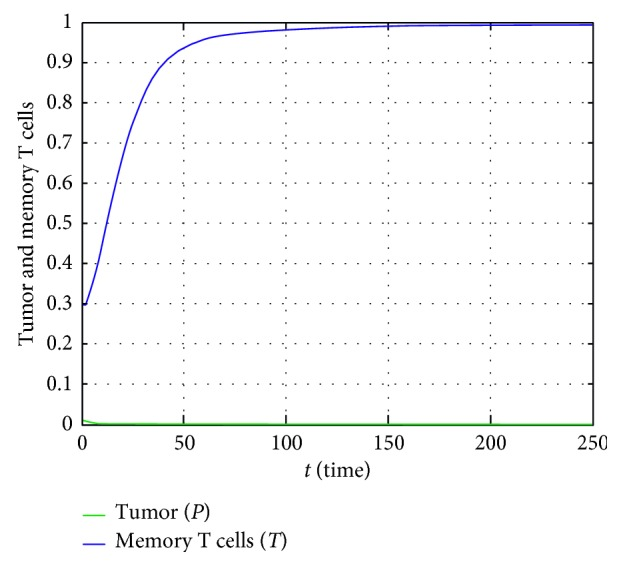 Tumor and memory T cells
1
0.9
0.8
0.7
0.6
0.5
0.4
0.3
0.2
0.1
0
0 50 100 150 200 250
t (time)
Tumor (P)
Memory T cells (T)